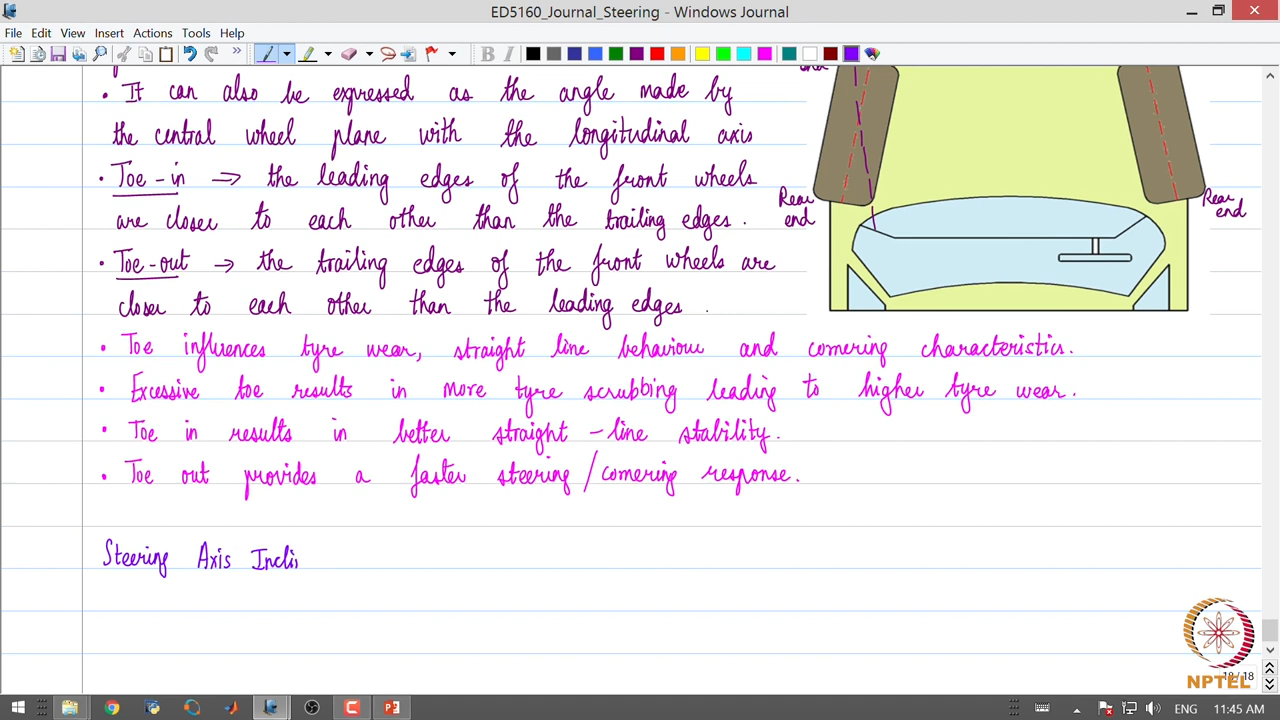 ED5160_Journal_Steering - Windows Journal
File Edit View Insert Actions Tools Help
• It can also be expressed as the angle made by
the central wheel plane with the longitudinal axis
• Toe-in ⇒ the leading edges of the front wheels
are closer to each other than the trailing edges.
Rear
end
Rear
end
• Toe-out → the trailing edges of the front wheels are
closer to each other than the leading edges.
• Toe influences tyre wear, straight line behaviour and cornering characteristics.
• Excessive toe results in more tyre scrubbing leading to higher tyre wear.
• Toe in results in better straight-line stability.
• Toe out provides a faster steering/cornering response.
Steering Axis Incli
NPTEL
ENG 11:45 AM